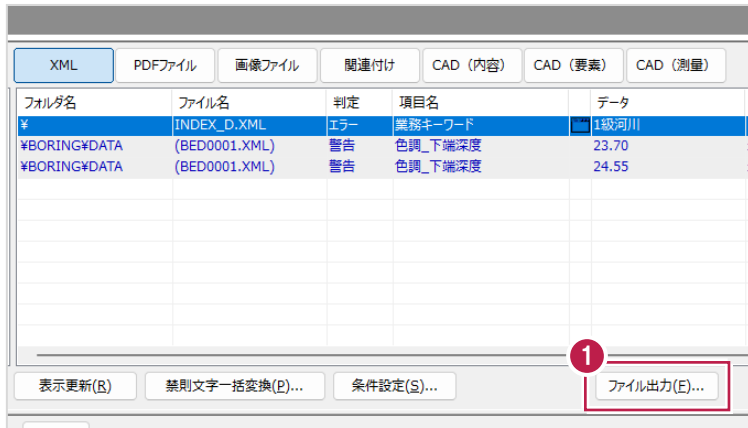 XML PDFファイル 画像ファイル 関連付け CAD（内容） CAD（要素） CAD（測量）
フォルダ名 ファイル名 判定 項目名 データ
¥ INDEX_D.XML エラー 業務キーワード 1級河川
¥BORING¥DATA (BED0001.XML) 警告 色調_下端深度 23.70
¥BORING¥DATA (BED0001.XML) 警告 色調_下端深度 24.55
1
表示更新(R) 禁則文字一括変換(P)... 条件設定(S)... ファイル出力(F)...